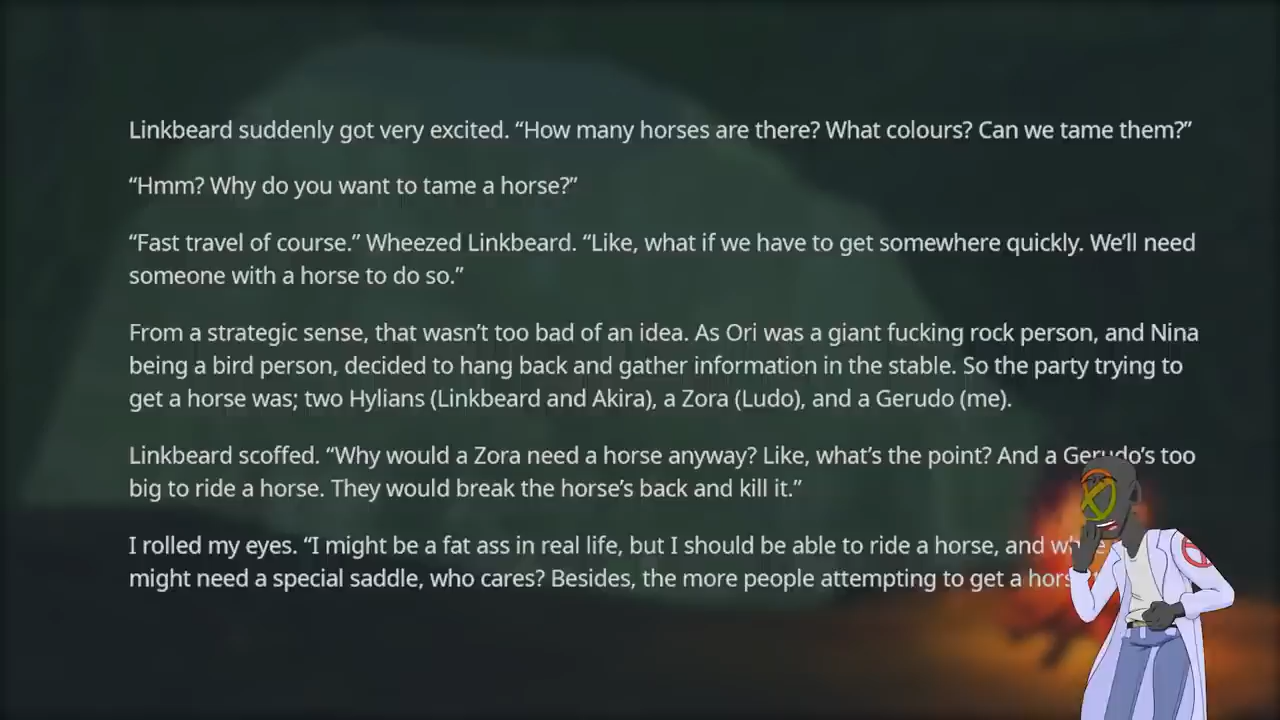 Linkbeard suddenly got very excited. “How many horses are there? What colours? Can we tame them?”
“Hmm? Why do you want to tame a horse?”
“Fast travel of course.” Wheezed Linkbeard. “Like, what if we have to get somewhere quickly. We’ll need
someone with a horse to do so.”
From a strategic sense, that wasn’t too bad of an idea. As Ori was a giant fucking rock person, and Nina
being a bird person, decided to hang back and gather information in the stable. So the party trying to
get a horse was; two Hylians (Linkbeard and Akira), a Zora (Ludo), and a Gerudo (me).
Linkbeard scoffed. “Why would a Zora need a horse anyway? Like, what’s the point? And a Gerudo’s too
big to ride a horse. They would break the horse’s back and kill it.”
I rolled my eyes. “I might be a fat ass in real life, but I should be able to ride a horse, and
might need a special saddle, who cares? Besides, the more people attempting to get a